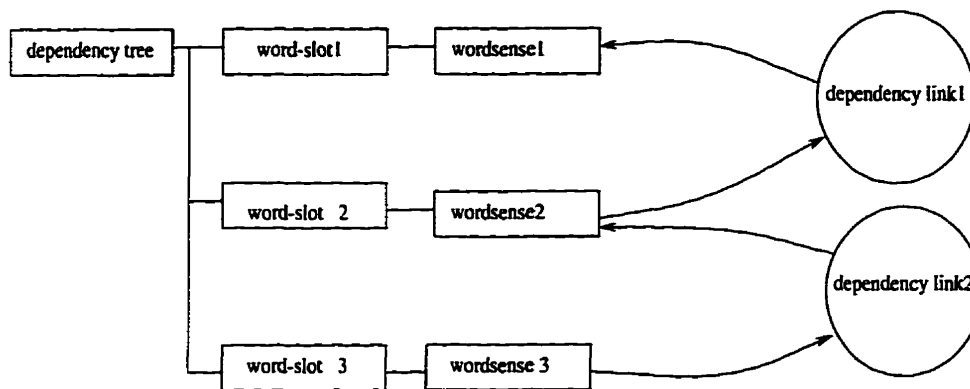 dependency tree
word-slot1
wordsense1
dependency link1
word-slot 2
wordsense2
dependency link2
word-slot 3
wordsense 3